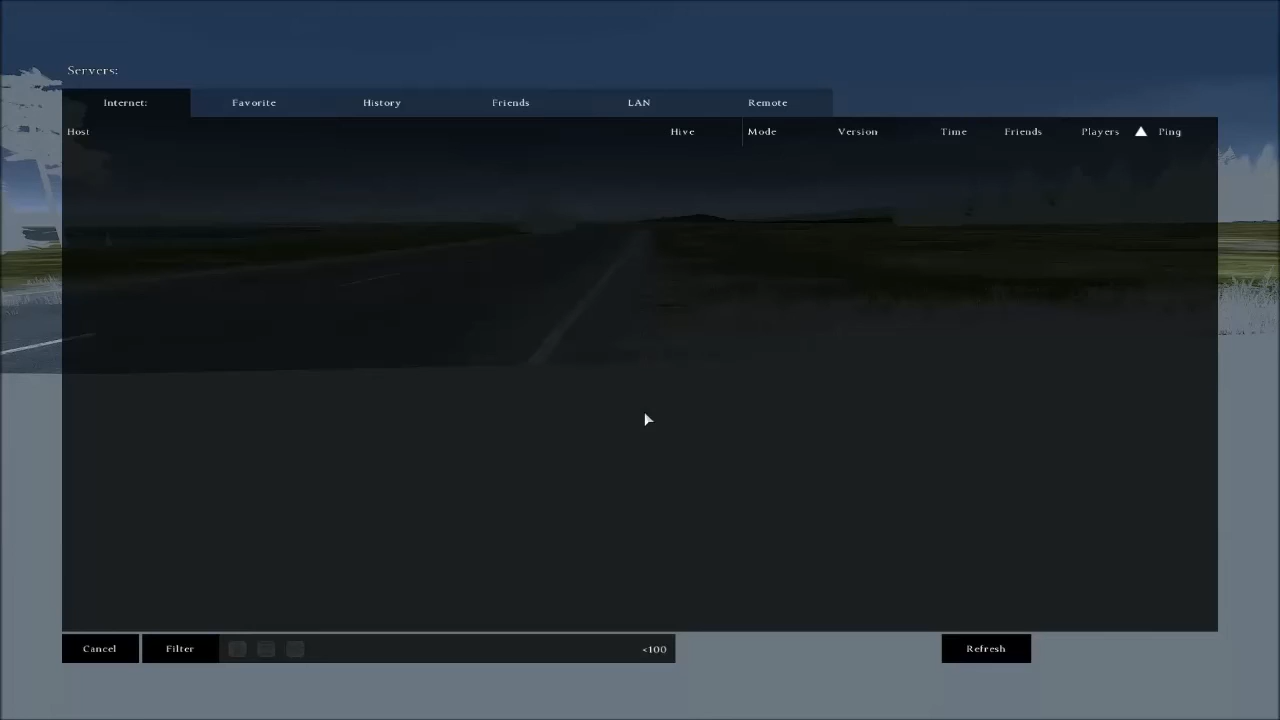 Servers:
Internet: Favorite History Friends LAN Remote
Host Hive Mode Version Time Friends Players Ping
Cancel Filter <100 Refresh